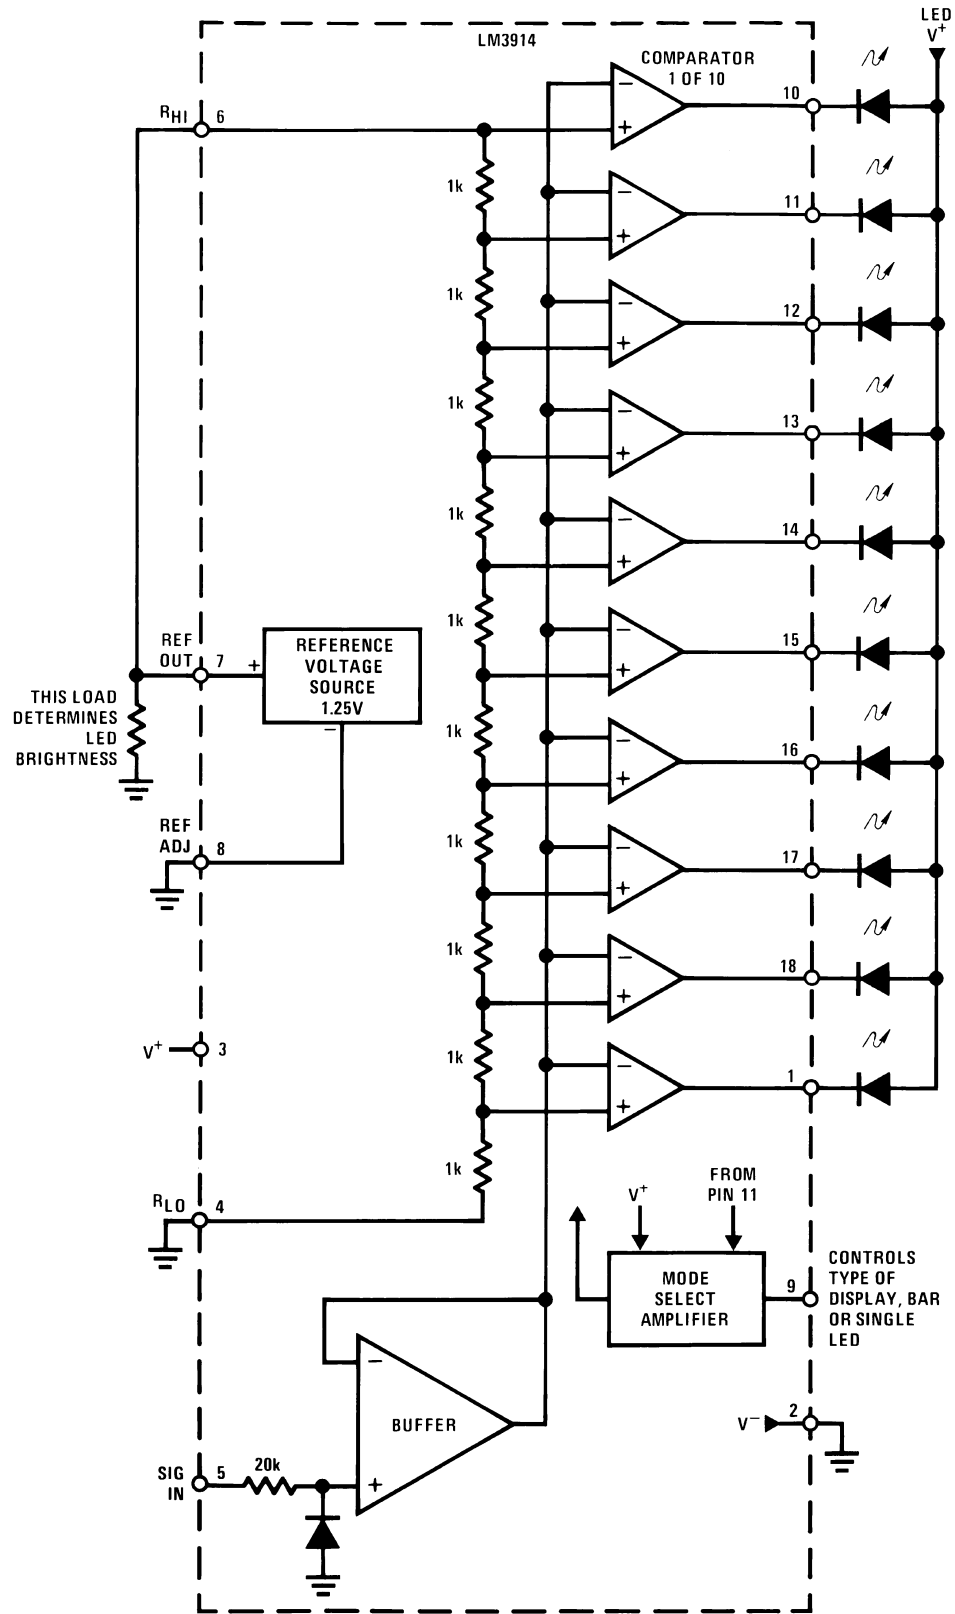 LED
V+
LM3914
COMPARATOR
1 OF 10
−
+
10
RHI
6
1k
−
+
11
1k
−
+
12
1k
−
+
13
1k
−
+
14
1k
−
+
15
REF
OUT
7
+
REFERENCE
VOLTAGE
SOURCE
1.25V
−
THIS LOAD
DETERMINES
LED
BRIGHTNESS
1k
−
+
16
REF
ADJ
8
1k
−
+
17
1k
−
+
18
V+
3
1k
−
+
1
1k
RLO
4
V+
FROM
PIN 11
MODE
SELECT
AMPLIFIER
9
CONTROLS
TYPE OF
DISPLAY, BAR
OR SINGLE
LED
−
BUFFER
+
V−
2
SIG
IN
5
20k